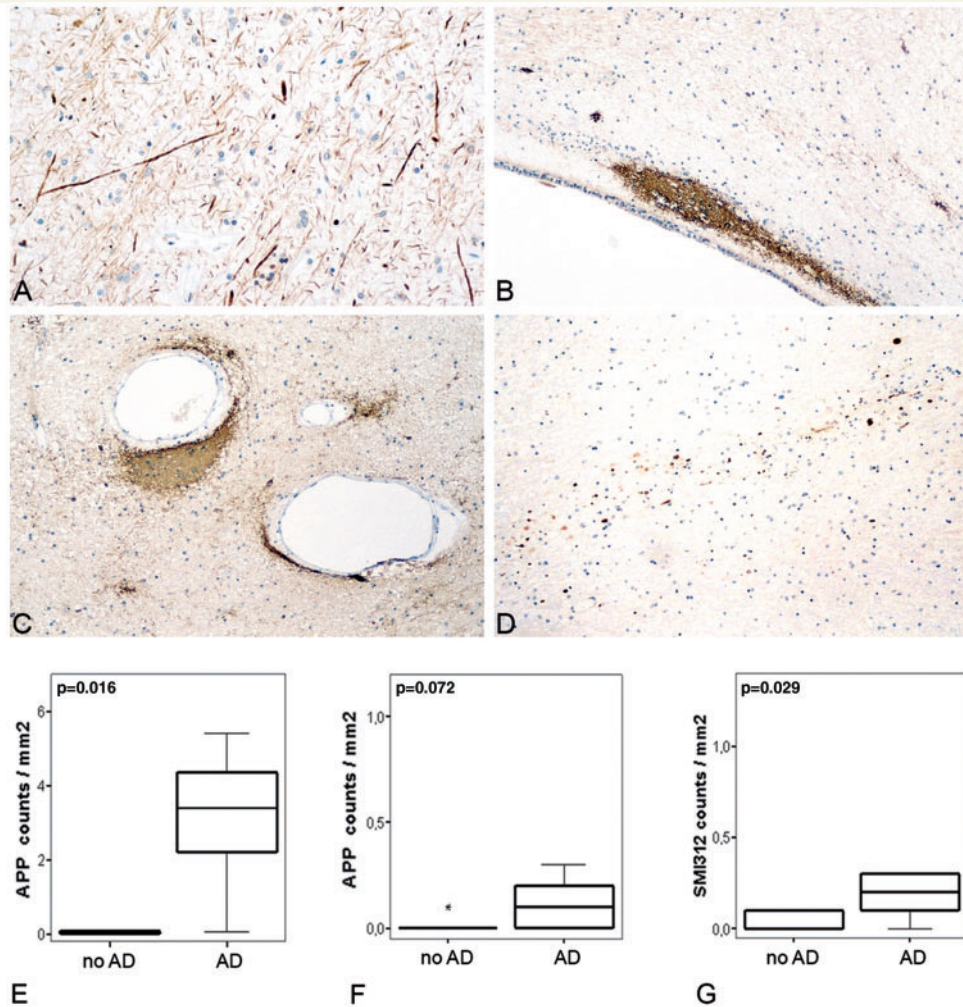 A
B
C
D
p=0.016
APP counts / mm2
6
4
2
0
no AD
AD
E
p=0.072
APP counts / mm2
1,0
0,5
0,0
*
no AD
AD
F
p=0.029
SMI312 counts / mm2
1,0
0,5
0,0
no AD
AD
G